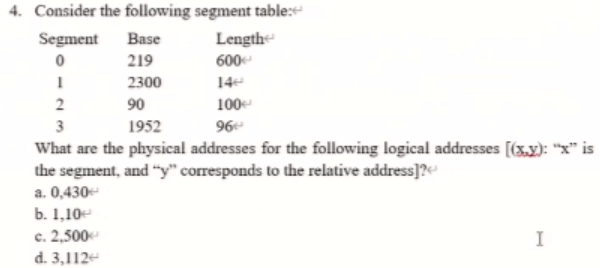 4. Consider the following segment table:
Segment Base Length
0 219 600
1 2300 14
2 90 100
3 1952 96
What are the physical addresses for the following logical addresses [(x,y): “x” is
the segment, and “y” corresponds to the relative address]?
a. 0,430
b. 1,10
c. 2,500
d. 3,112